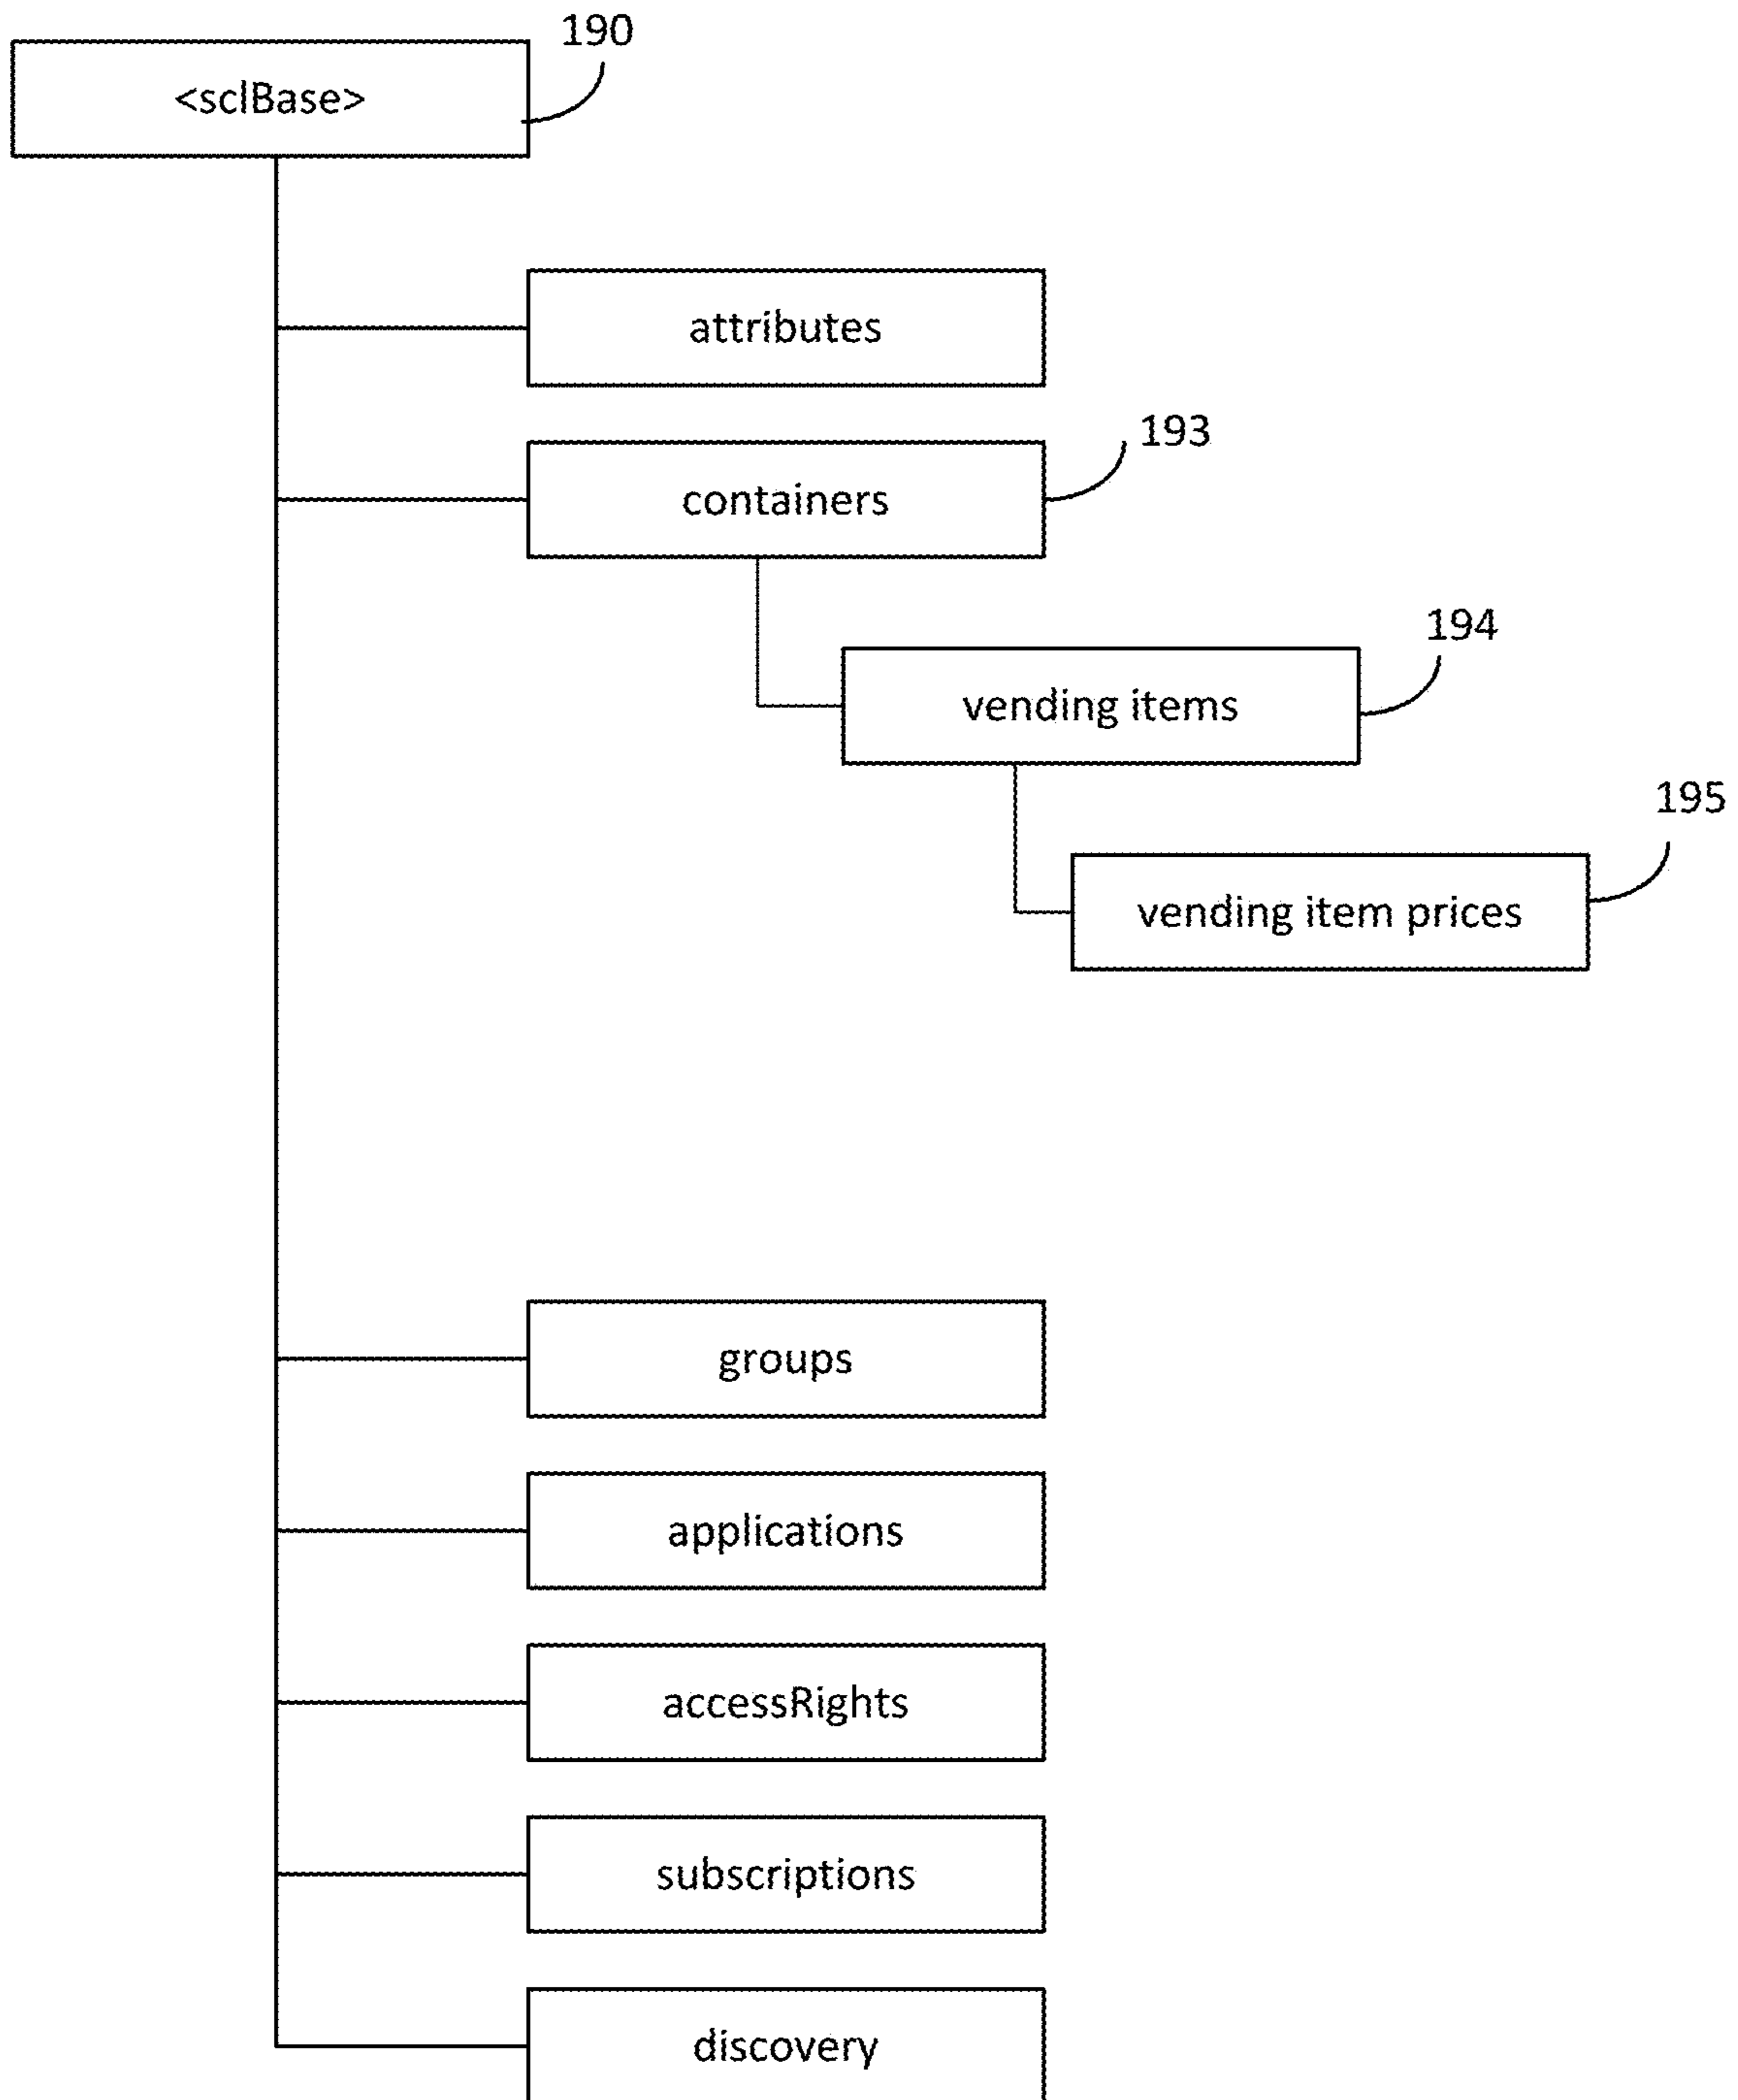 190
<sclBase>
attributes
193
containers
194
vending items
195
vending item prices
groups
applications
accessRights
subscriptions
discovery